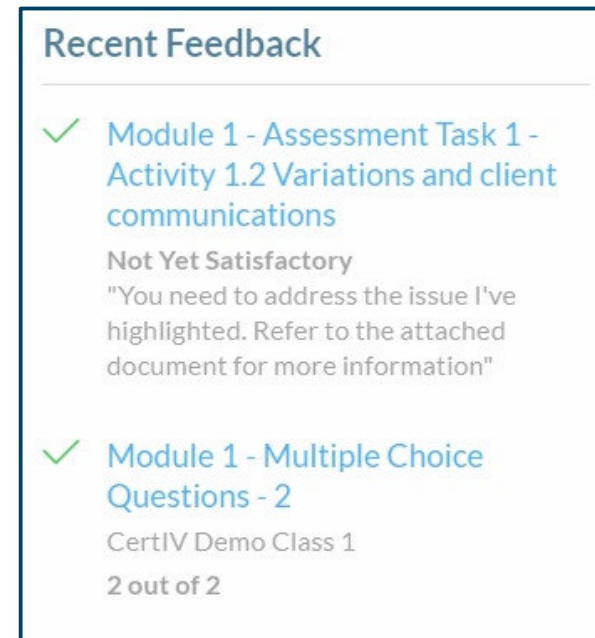 Recent Feedback
Module 1 - Assessment Task 1 -
Activity 1.2 Variations and client
communications
Not Yet Satisfactory
"You need to address the issue I've
highlighted. Refer to the attached
document for more information"
Module 1 - Multiple Choice
Questions - 2
CertIV Demo Class 1
2 out of 2